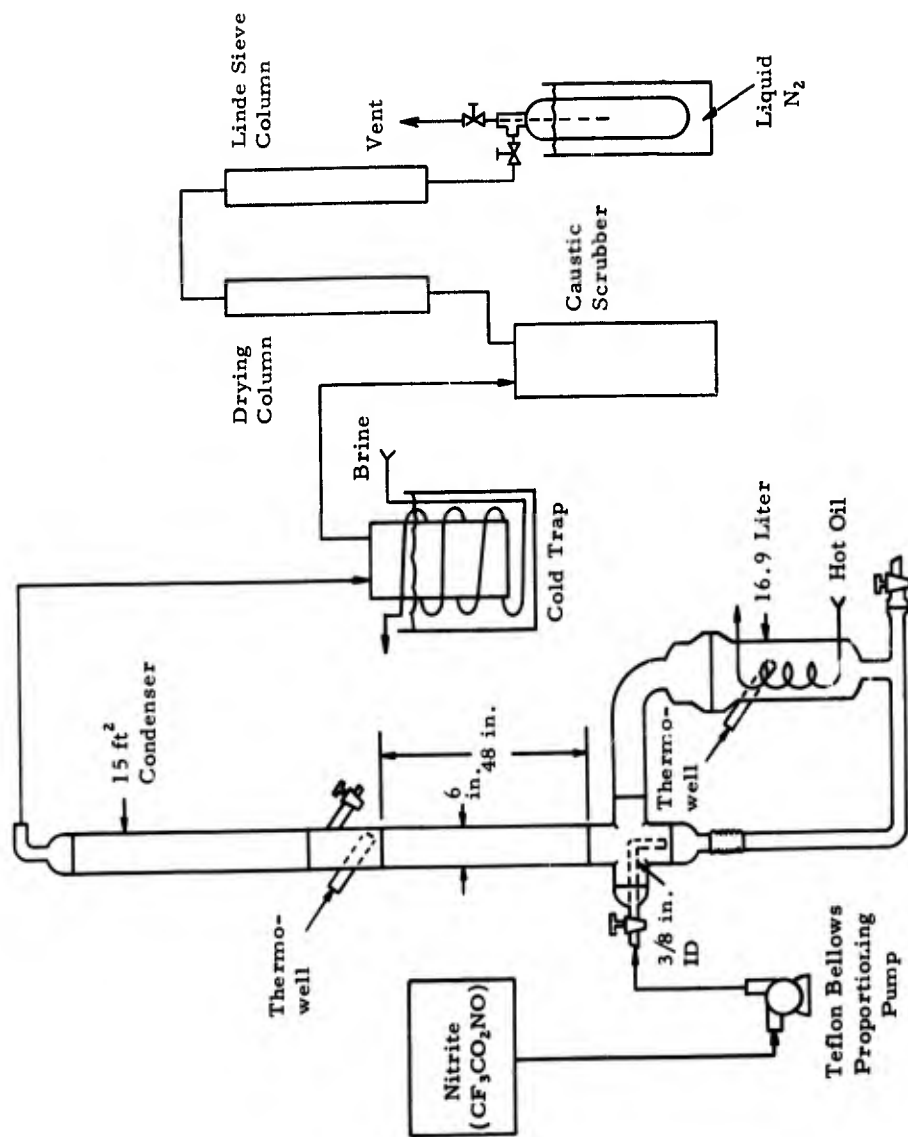 Linde Sieve
Column
Vent
Liquid
N2
Drying
Column
Caustic
Scrubber
Brine
Cold Trap
15 ft2
Condenser
Thermo-
well
6
in.
48 in.
Thermo-
well
16.9 Liter
Hot Oil
3/8 in.
ID
Nitrite
(CF3CO2NO)
Teflon Bellows
Proportioning
Pump